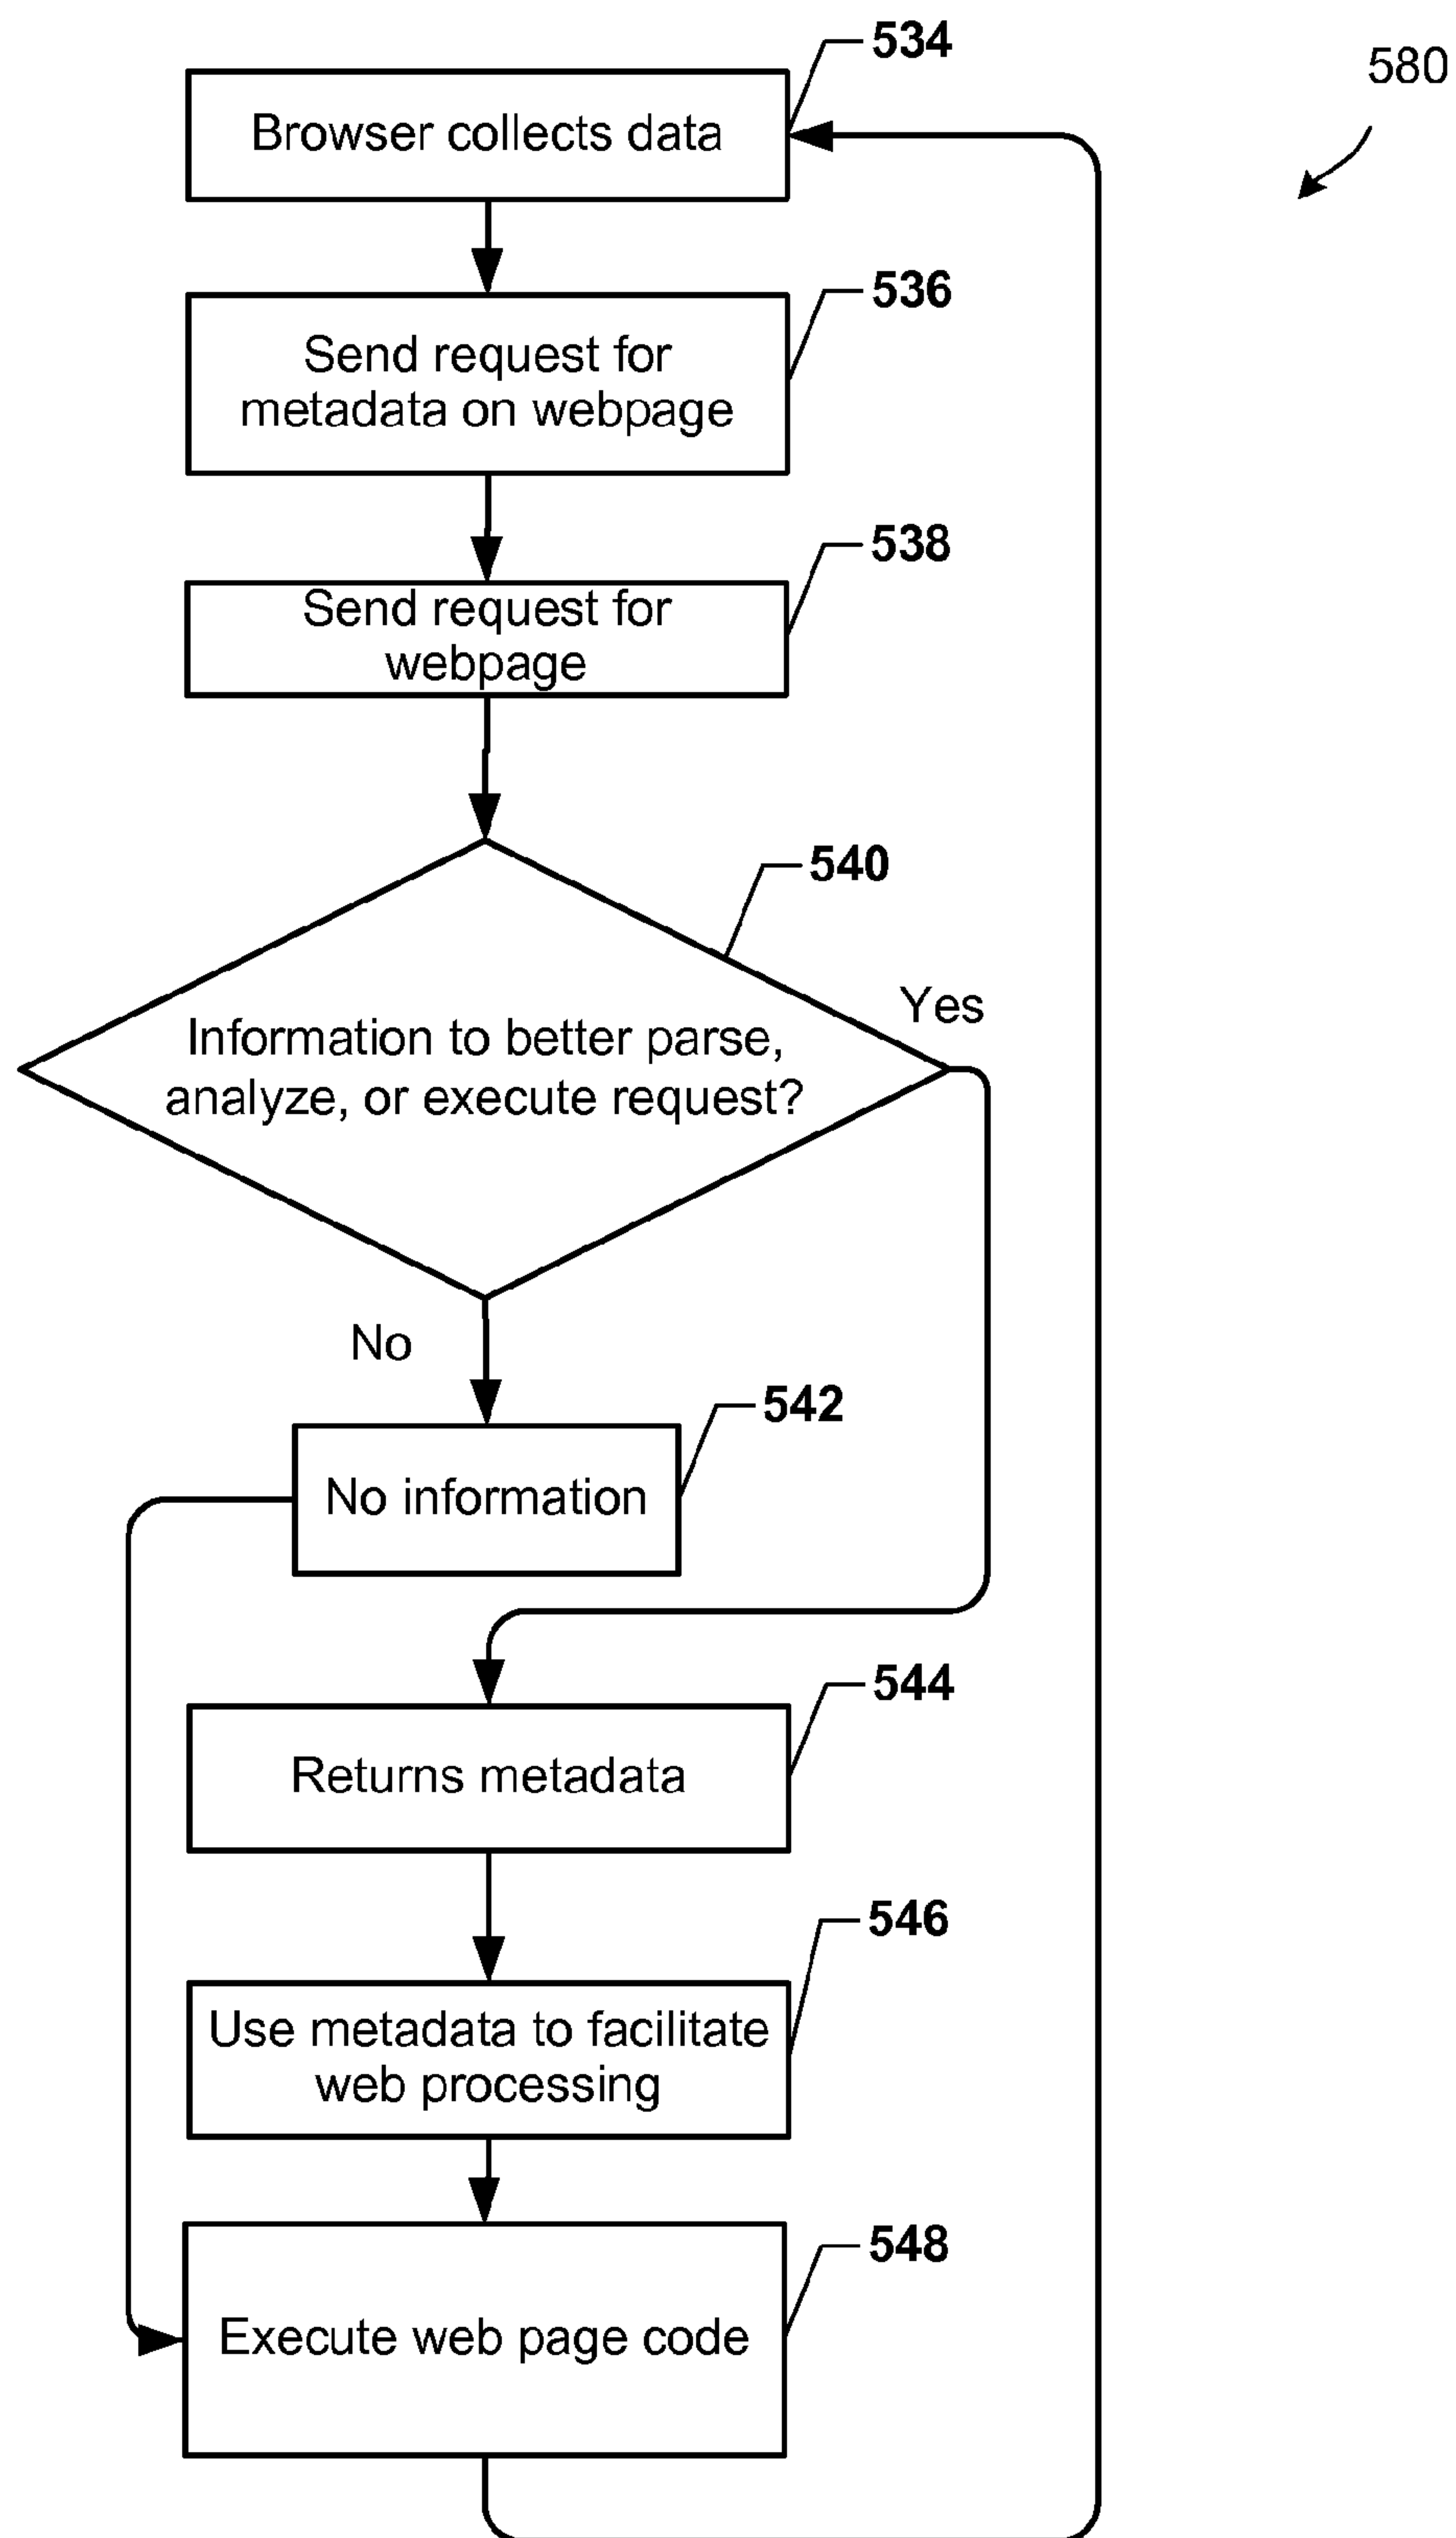 534
580
Browser collects data
536
Send request for
metadata on webpage
538
Send request for
webpage
540
Yes
Information to better parse,
analyze, or execute request?
No
542
No information
544
Returns metadata
546
Use metadata to facilitate
web processing
548
Execute web page code